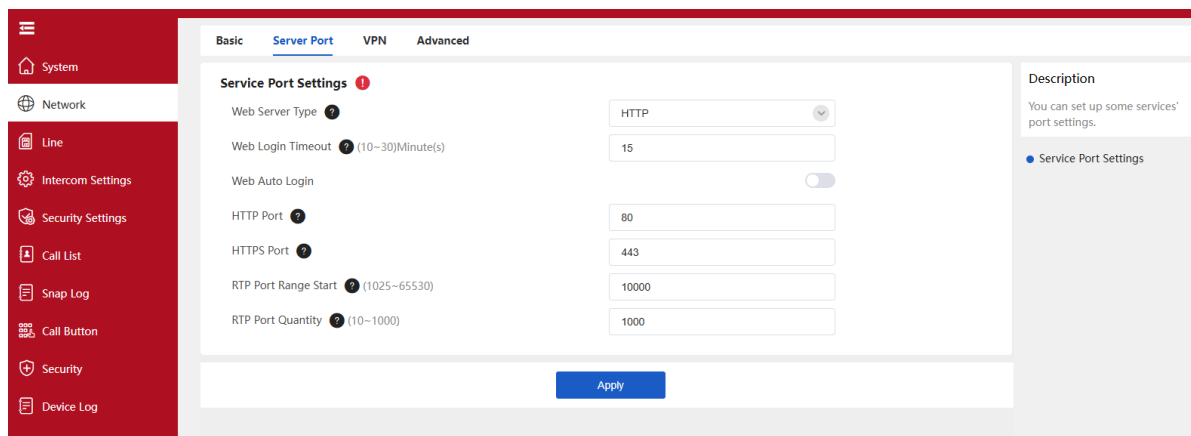 System
Network
Line
Intercom Settings
Security Settings
Call List
Snap Log
Call Button
Security
Device Log
Basic Server Port VPN Advanced
Service Port Settings !
Web Server Type ? HTTP
Web Login Timeout ? (10~30)Minute(s) 15
Web Auto Login
HTTP Port ? 80
HTTPS Port ? 443
RTP Port Range Start ? (1025~65530) 10000
RTP Port Quantity ? (10~1000) 1000
Apply
Description
You can set up some services'
port settings.
Service Port Settings